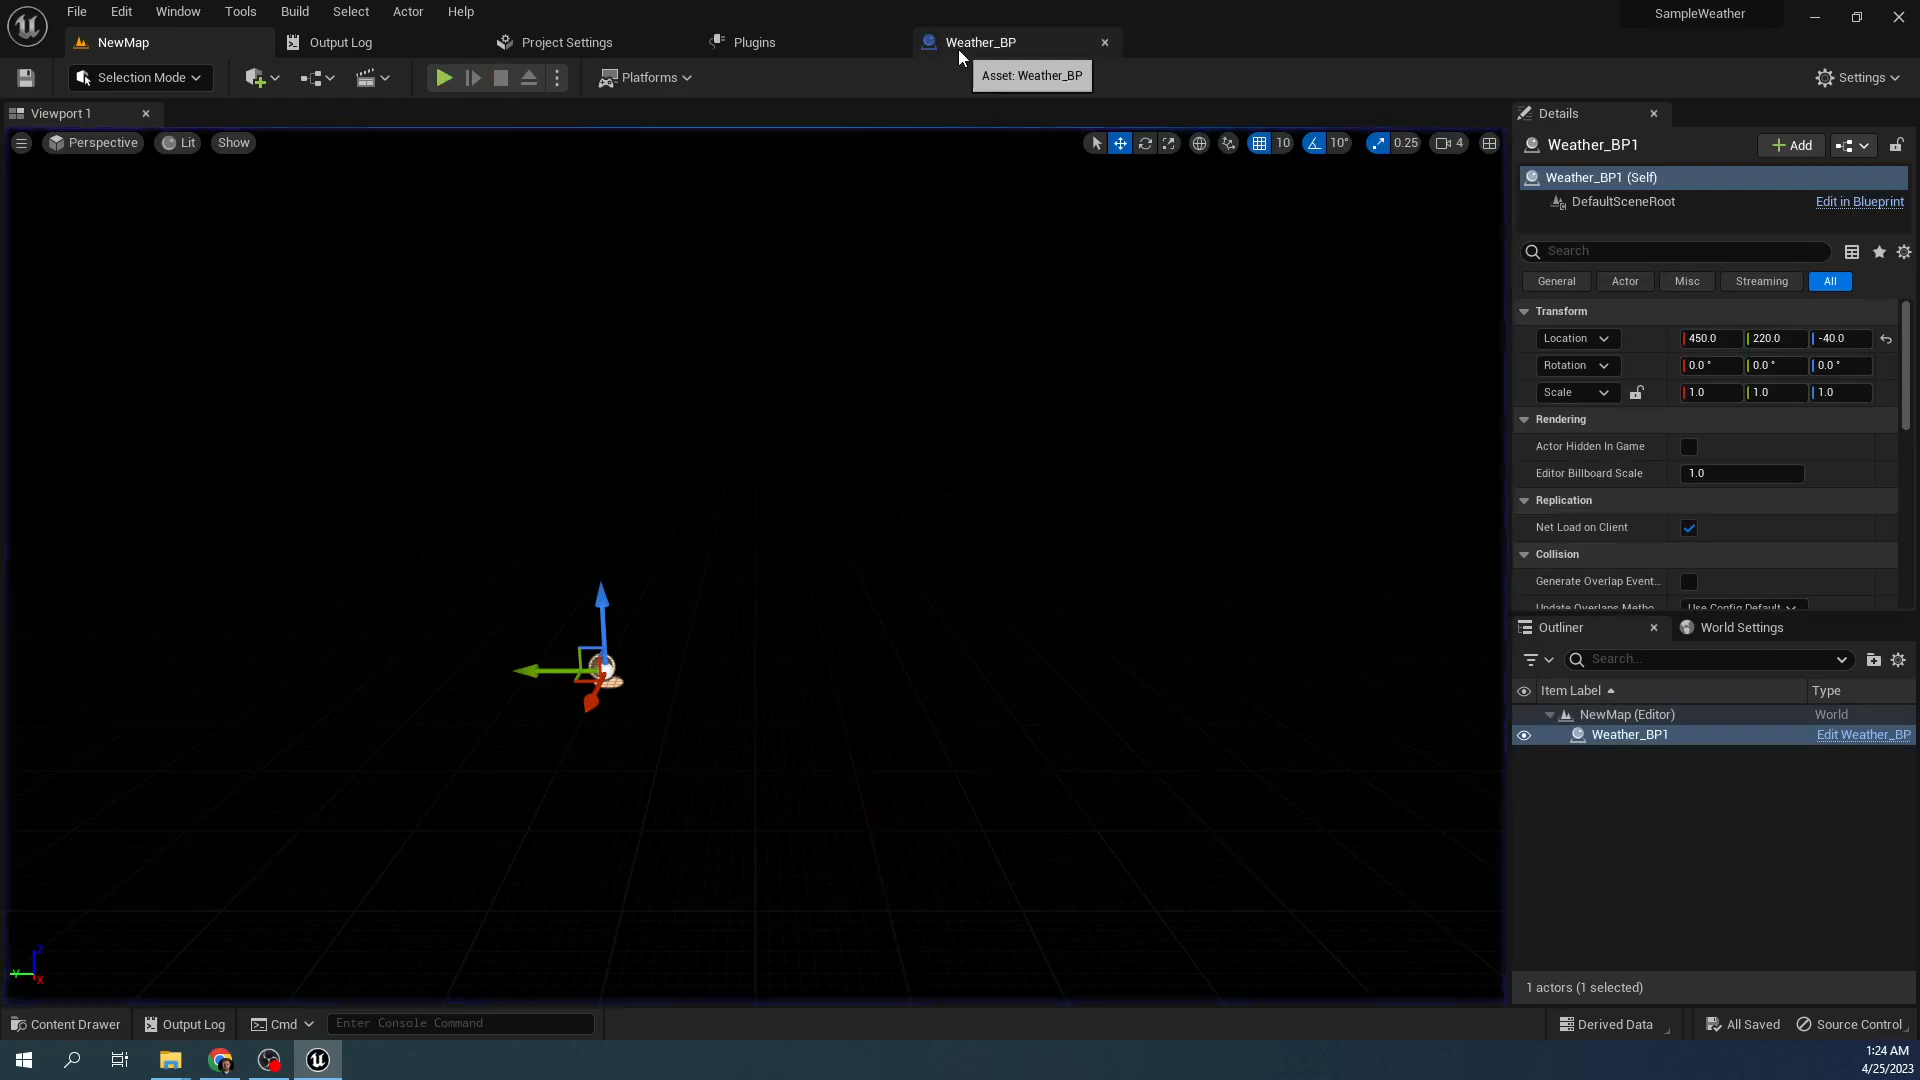 File Edit Window Tools Build Select Actor Help
SampleWeather
NewMap Output Log Project Settings Plugins Weather_BP
Selection Mode Platforms Settings
Asset: Weather_BP
Viewport 1
Perspective Lit Show 10 10° 0.25 4
Details
Weather_BP1 Add
Weather_BP1 (Self)
DefaultSceneRoot Edit in Blueprint
Search
General Actor Misc Streaming All
Transform
Location 450.0 220.0 -40.0
Rotation 0.0 ° 0.0 ° 0.0 °
Scale 1.0 1.0 1.0
Rendering
Actor Hidden In Game
Editor Billboard Scale 1.0
Replication
Net Load on Client
Collision
Generate Overlap Event...
Update Overlaps Metho Use Config Default
Outliner World Settings
Search...
Item Label Type
NewMap (Editor) World
Weather_BP1 Edit Weather_BP
Z
Y
X
1 actors (1 selected)
Content Drawer Output Log Cmd Enter Console Command Derived Data All Saved Source Control
1:24 AM
4/25/2023